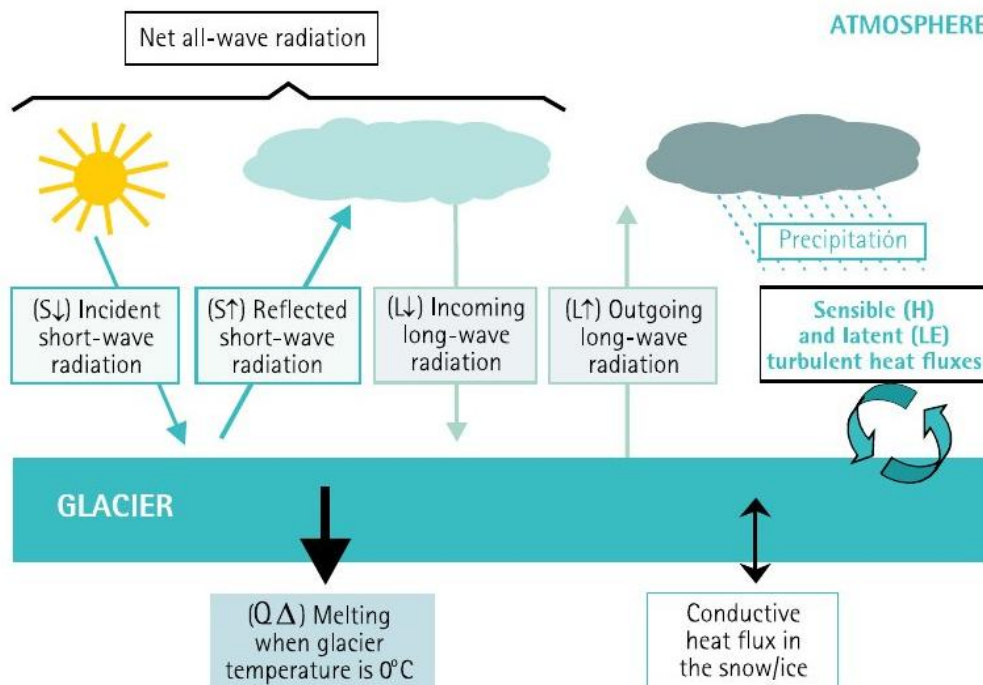 Net all-wave radiation
ATMOSPHERE
Precipitatión
(S↓) Incident
short-wave
radiation
(S↑) Reflected
short-wave
radiation
(L↓) Incoming
long-wave
radiation
(L↑) Outgoing
long-wave
radiation
Sensible (H)
and latent (LE)
turbulent heat fluxes
GLACIER
(QΔ) Melting
when glacier
temperature is 0°C
Conductive
heat flux in
the snow/ice